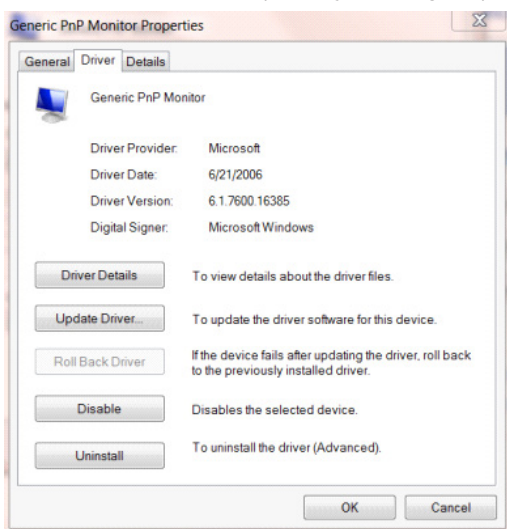 Generic PnP Monitor Properties
General Driver Details
Generic PnP Monitor
Driver Provider: Microsoft
Driver Date: 6/21/2006
Driver Version: 6.1.7600.16385
Digital Signer: Microsoft Windows
Driver Details To view details about the driver files.
Update Driver... To update the driver software for this device.
Roll Back Driver If the device fails after updating the driver, roll back
to the previously installed driver.
Disable Disables the selected device.
Uninstall To uninstall the driver (Advanced).
OK Cancel